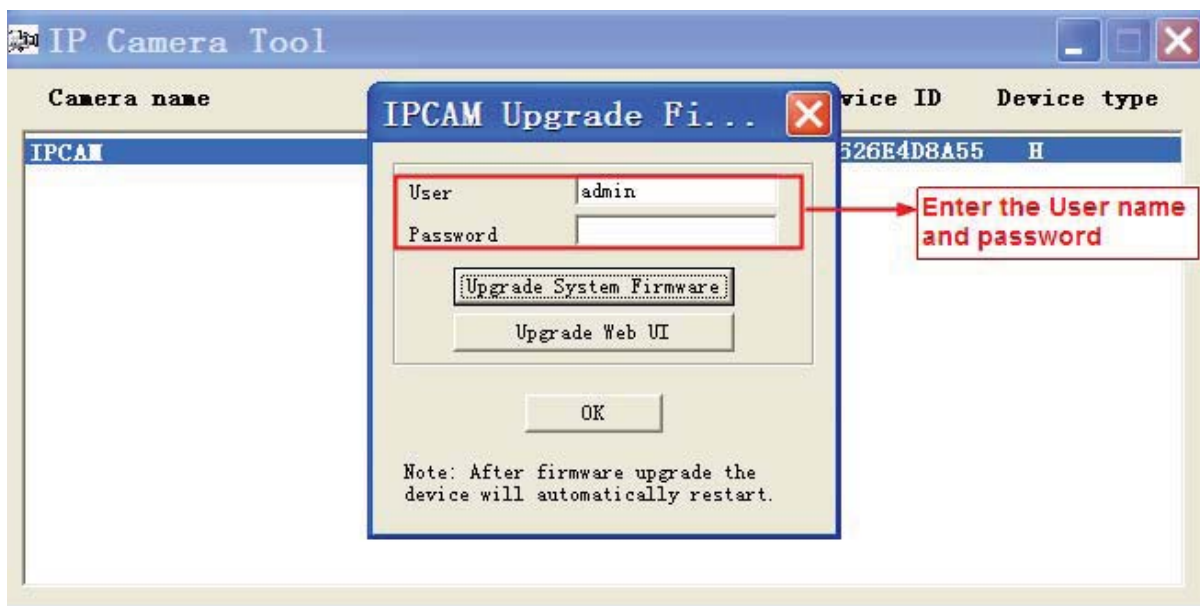 IP Camera Tool
Camera name
vice ID Device type
IPCAM
526E4D8A55 H
IPCAM Upgrade Fi...
User admin
Password
Upgrade System Firmware
Upgrade Web UI
OK
Note: After firmware upgrade the
device will automatically restart.
Enter the User name
and password